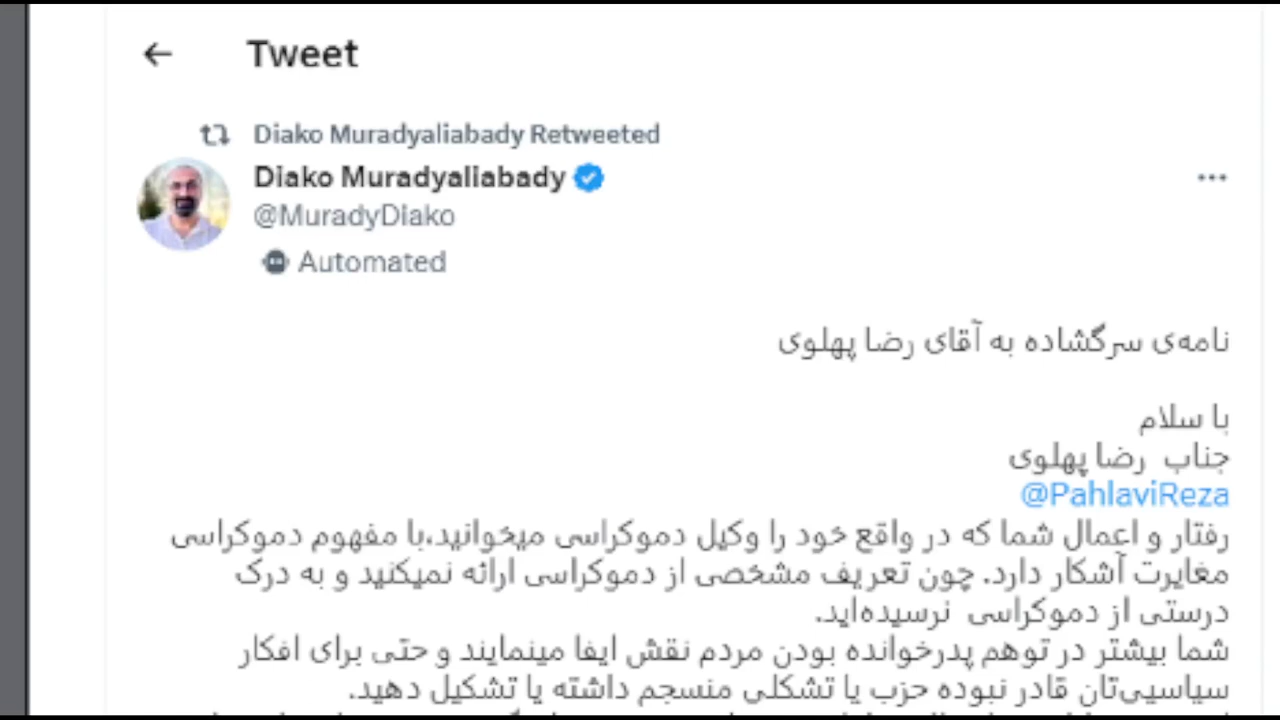 Tweet
Diako Muradyaliabady Retweeted
Diako Muradyaliabady
@MuradyDiako
Automated
نامه‌ی سرگشاده به آقای رضا پهلوی
با سلام
جناب رضا پهلوی
@PahlaviReza
رفتار و اعمال شما که در واقع خود را وکیل دموکراسی میخوانید،با مفهوم دموکراسی
مغایرت آشکار دارد. چون تعریف مشخصی از دموکراسی ارائه نمیکنید و به درک
درستی از دموکراسی نرسیده‌اید.
شما بیشتر در توهم پدرخوانده بودن مردم نقش ایفا مینمایند و حتی برای افکار
سیاسیی‌تان قادر نبوده حزب یا تشکلی منسجم داشته یا تشکیل دهید.